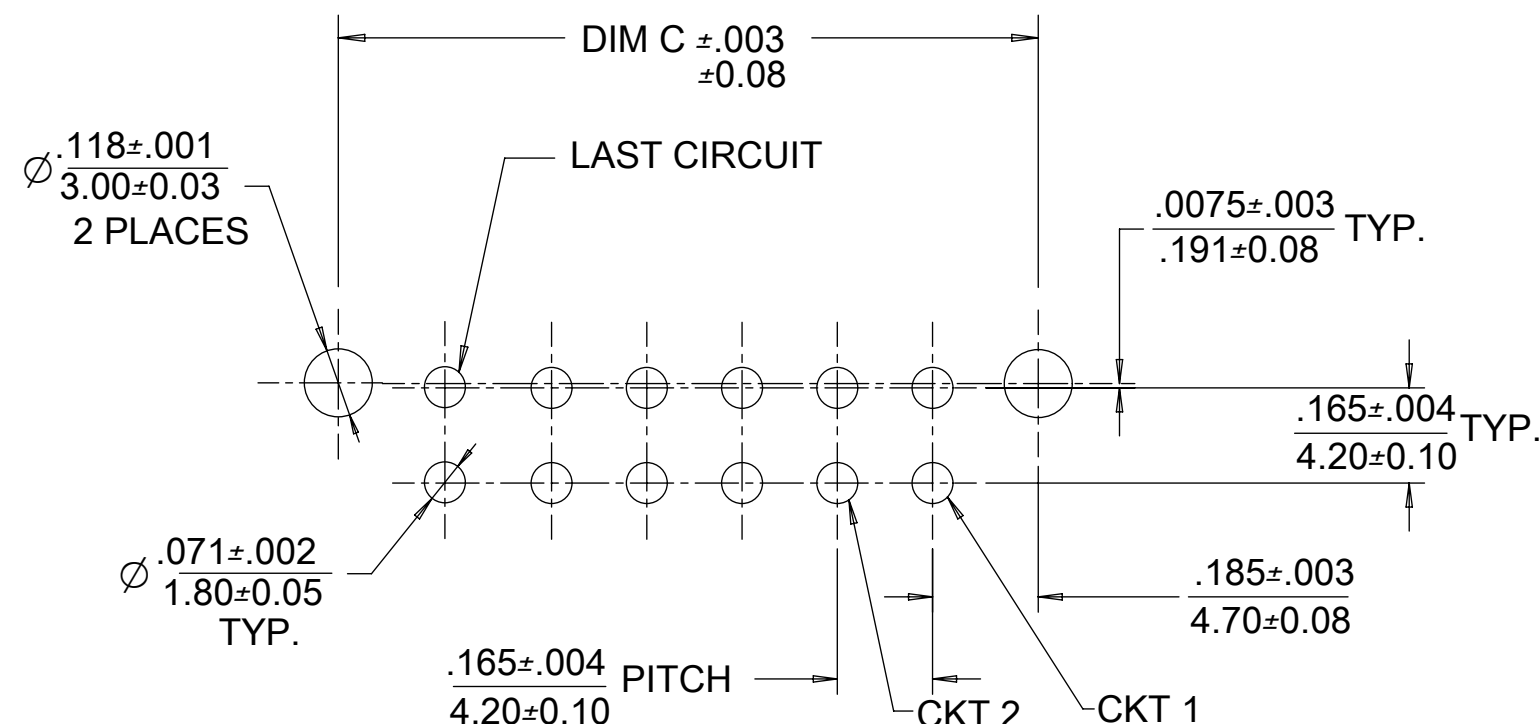 DIM C ±.003
±0.08
∅ .118±.001
3.00±0.03
2 PLACES
LAST CIRCUIT
.0075±.003 TYP.
.191±0.08
.165±.004 TYP.
4.20±0.10
∅ .071±.002
1.80±0.05
TYP.
.185±.003
4.70±0.08
.165±.004 PITCH
4.20±0.10
CKT 2
CKT 1